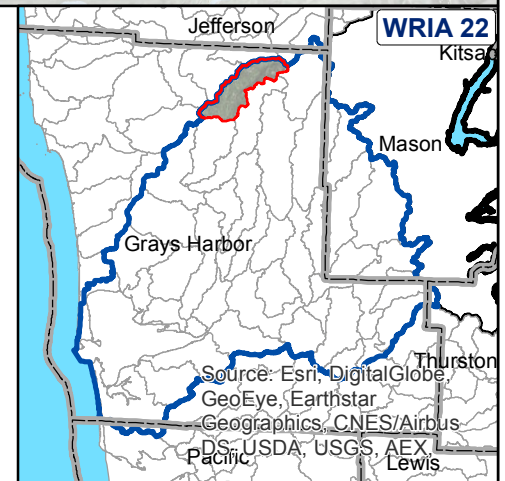 Jefferson
WRIA 22
Kitsa
Mason
Grays Harbor
Thurston
Source: Esri, DigitalGlobe,
GeoEye, Earthstar
Geographics, CNES/Airbus
DS, USDA, USGS, AEX,
Pacific
Lewis